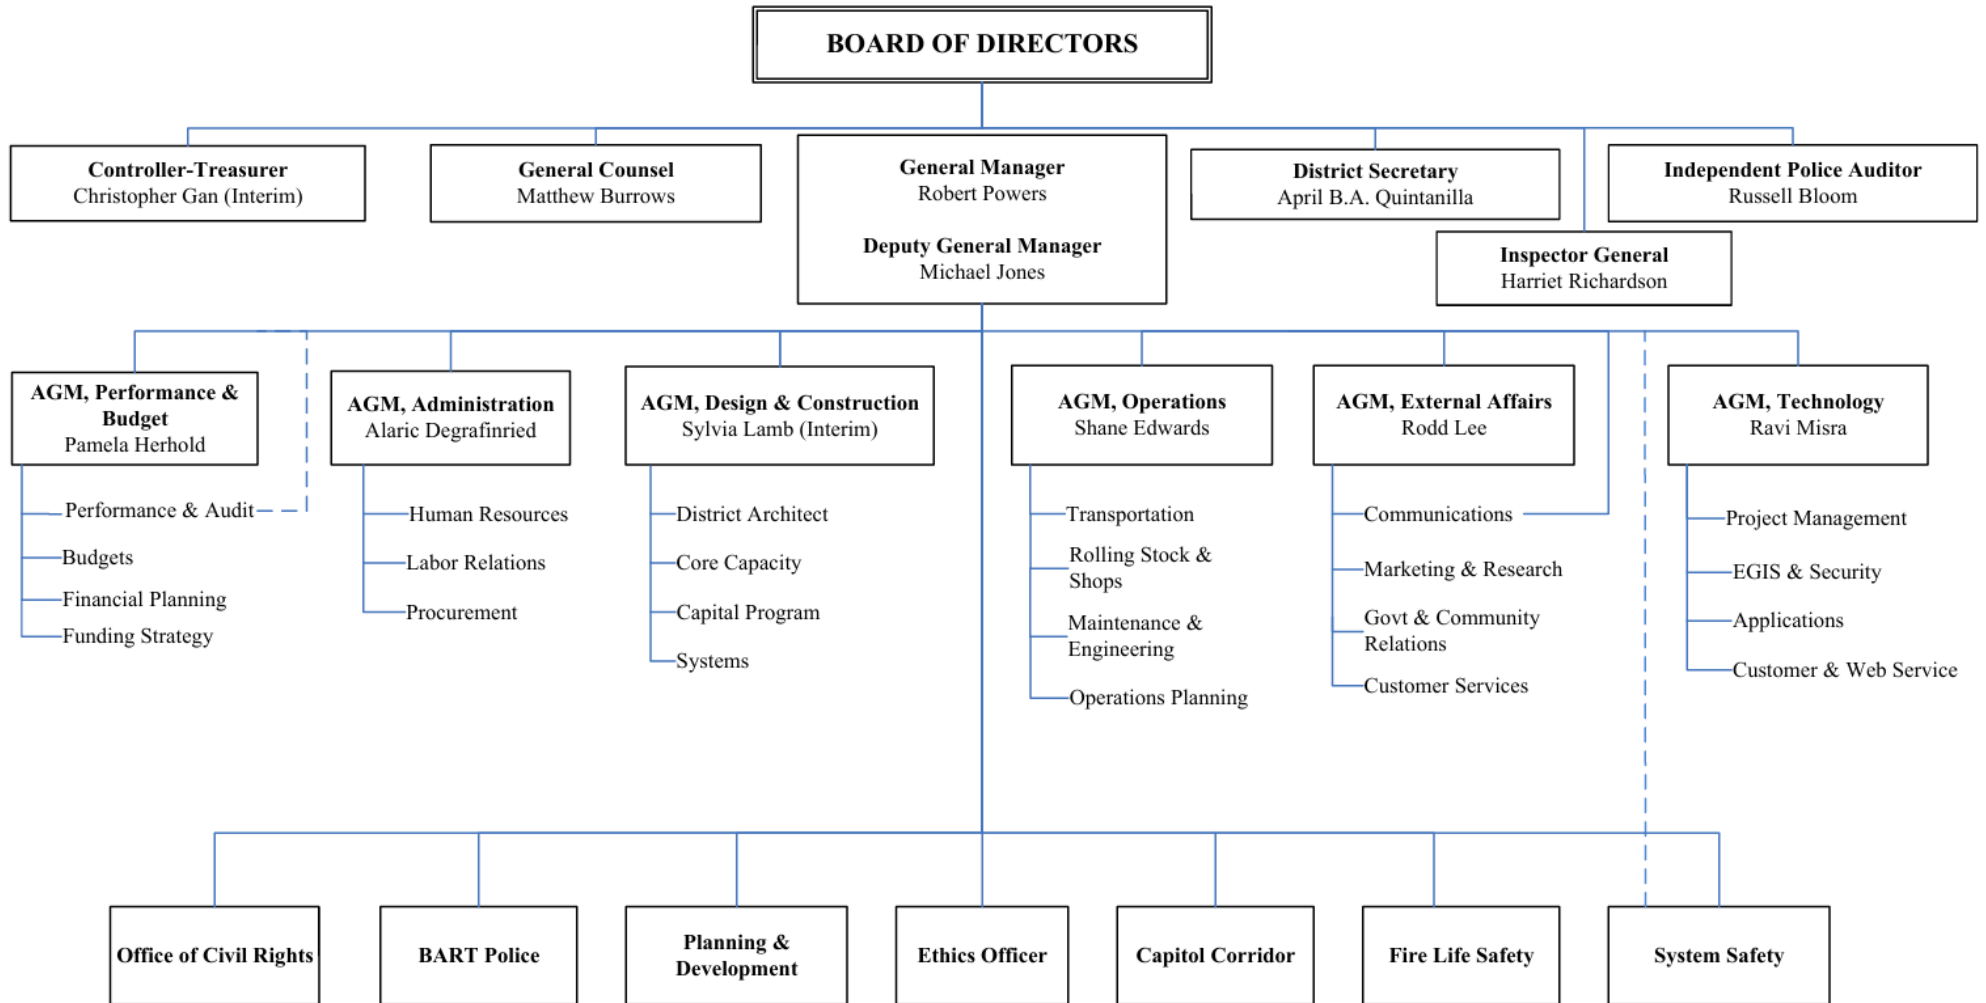 BOARD OF DIRECTORS
Controller-Treasurer
Christopher Gan (Interim)
General Counsel
Matthew Burrows
General Manager
Robert Powers
Deputy General Manager
Michael Jones
District Secretary
April B.A. Quintanilla
Independent Police Auditor
Russell Bloom
Inspector General
Harriet Richardson
AGM, Performance &
Budget
Pamela Herhold
Performance & Audit
Budgets
Financial Planning
Funding Strategy
AGM, Administration
Alaric Degrafinried
Human Resources
Labor Relations
Procurement
AGM, Design & Construction
Sylvia Lamb (Interim)
District Architect
Core Capacity
Capital Program
Systems
AGM, Operations
Shane Edwards
Transportation
Rolling Stock &
Shops
Maintenance &
Engineering
Operations Planning
AGM, External Affairs
Rodd Lee
Communications
Marketing & Research
Govt & Community
Relations
Customer Services
AGM, Technology
Ravi Misra
Project Management
EGIS & Security
Applications
Customer & Web Service
Office of Civil Rights
BART Police
Planning &
Development
Ethics Officer
Capitol Corridor
Fire Life Safety
System Safety